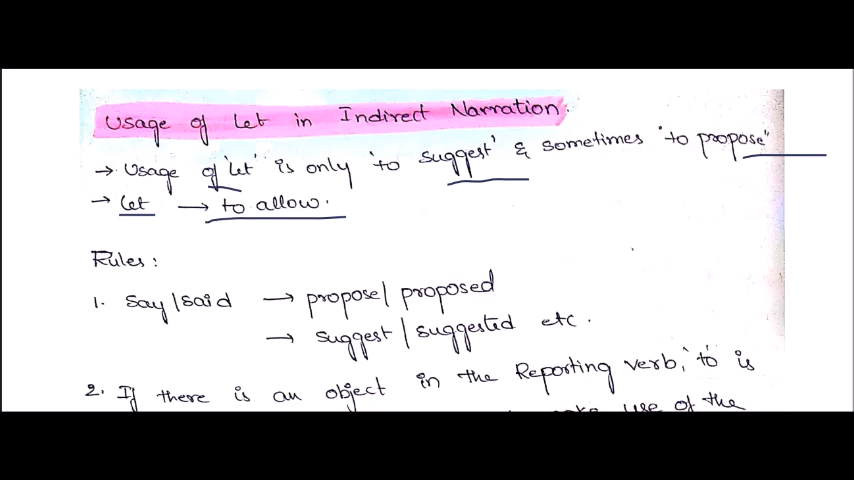 Usage of Let in Indirect Narration:
→ Usage of 'Let' is only 'to suggest' & sometimes "to propose"
→ Let → to allow.
Rules:
1. Say/said → propose/proposed
→ suggest/suggested etc.
2. If there is an object in the Reporting verb, 'to' is
use of the